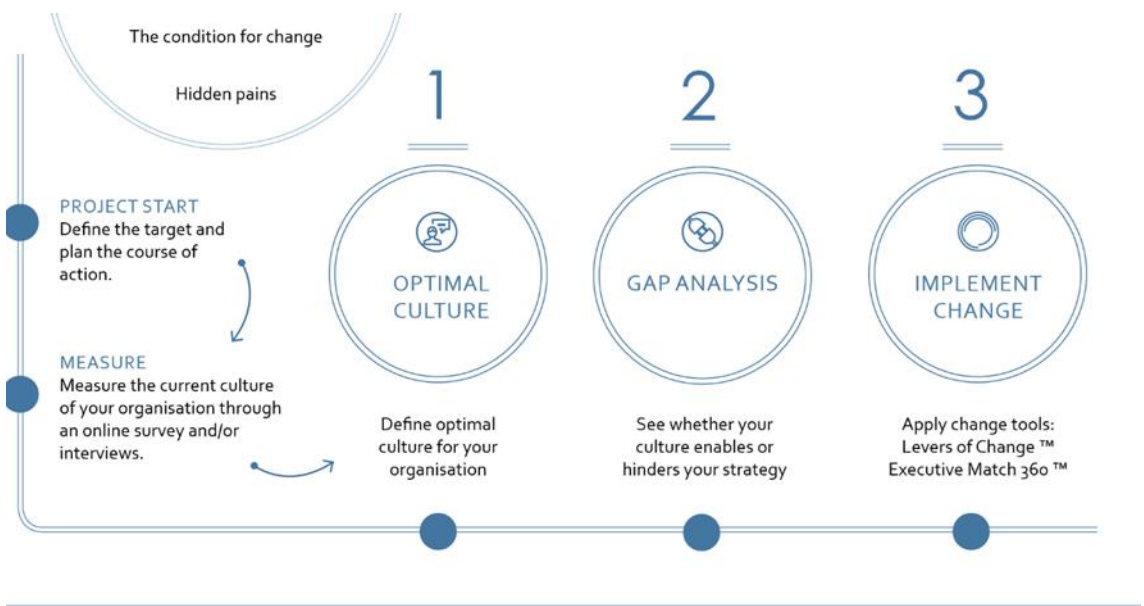 The condition for change
Hidden pains
PROJECT START
Define the target and
plan the course of
action.
MEASURE
Measure the current culture
of your organisation through
an online survey and/or
interviews.
1
OPTIMAL
CULTURE
Define optimal
culture for your
organisation
2
GAP ANALYSIS
See whether your
culture enables or
hinders your strategy
3
IMPLEMENT
CHANGE
Apply change tools:
Levers of Change ™
Executive Match 360 ™